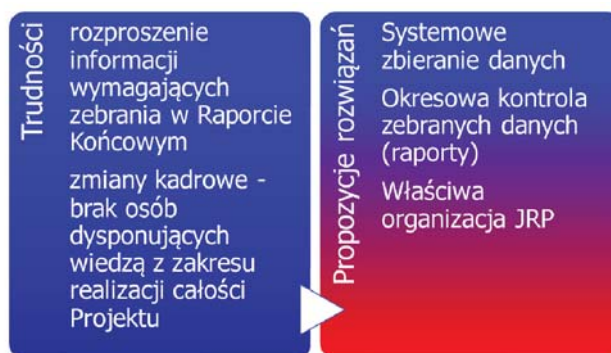 Trudności
rozproszenie
informacji
wymagających
zebrania w Raporcie
Końcowym
zmiany kadrowe -
brak osób
dysponujących
wiedzą z zakresu
realizacji całości
Projektu
Propozycje rozwiązań
Systemowe
zbieranie danych
Okresowa kontrola
zebranych danych
(raporty)
Właściwa
organizacja JRP